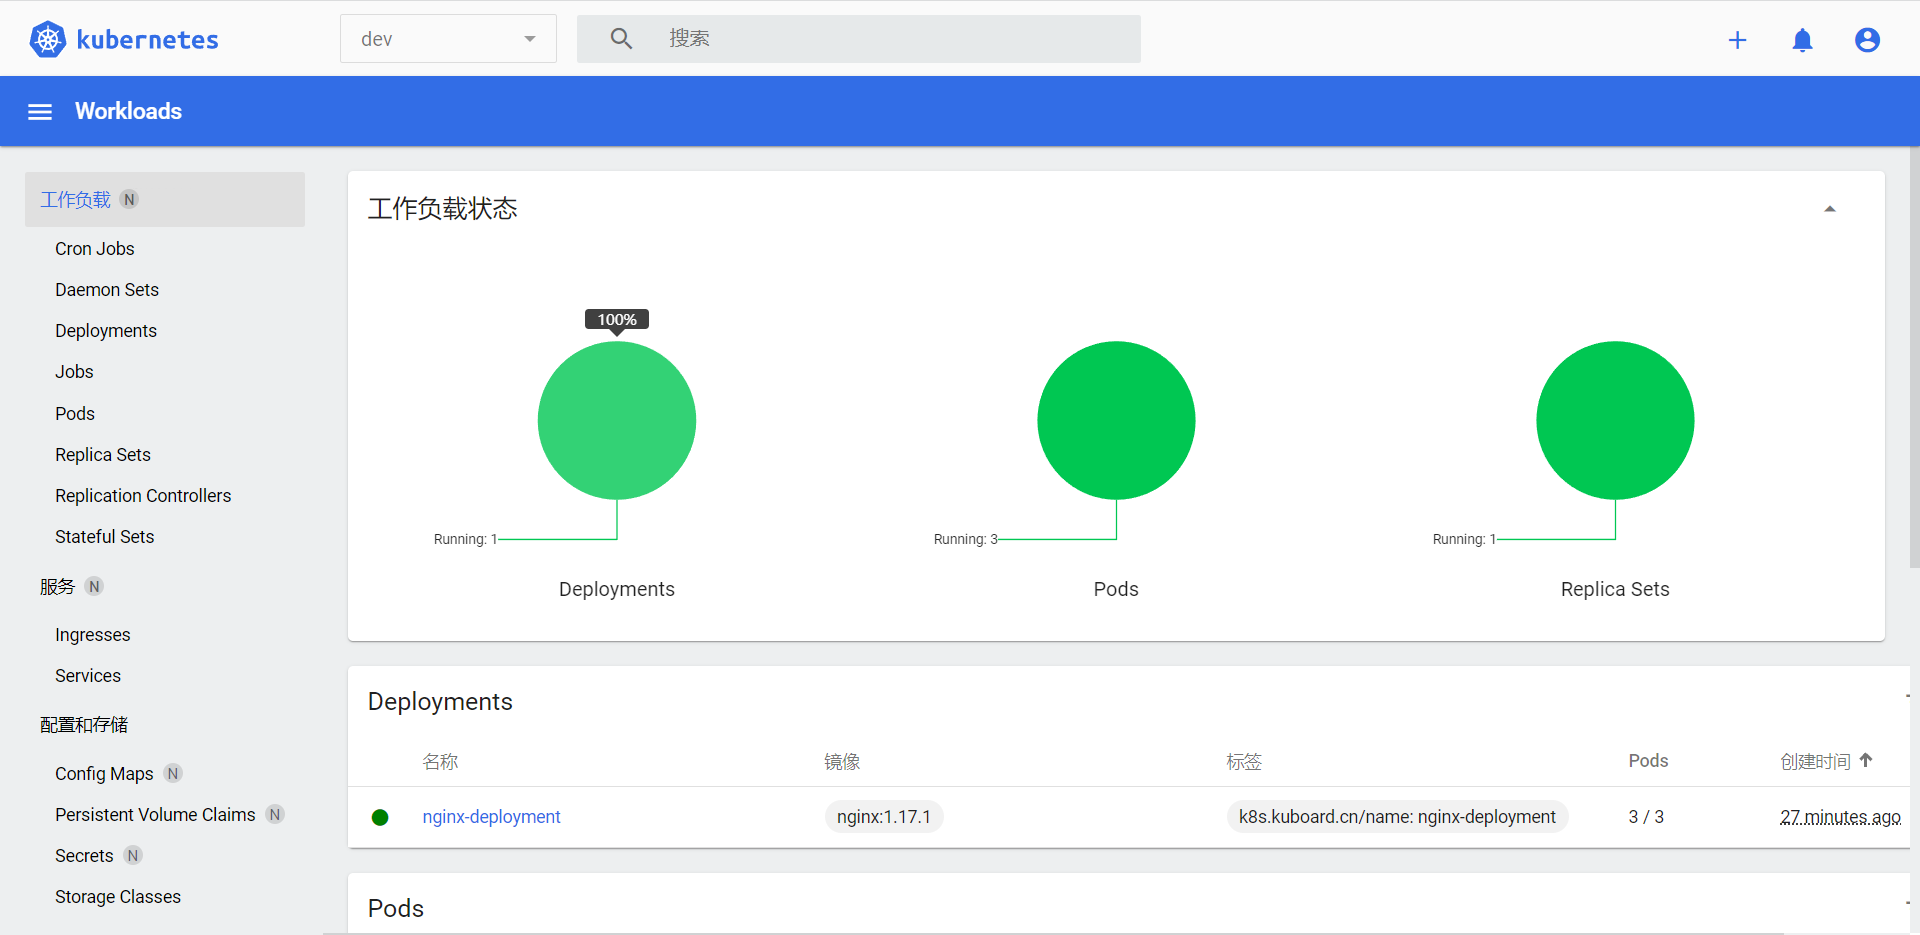 kubernetes
dev
搜索
Workloads
工作负载 N
Cron Jobs
Daemon Sets
Deployments
Jobs
Pods
Replica Sets
Replication Controllers
Stateful Sets
服务 N
Ingresses
Services
配置和存储
Config Maps N
Persistent Volume Claims N
Secrets N
Storage Classes
工作负载状态
100%
Running: 1
Deployments
Running: 3
Pods
Running: 1
Replica Sets
Deployments
名称 镜像 标签 Pods 创建时间
nginx-deployment nginx:1.17.1 k8s.kuboard.cn/name: nginx-deployment 3 / 3 27 minutes ago
Pods